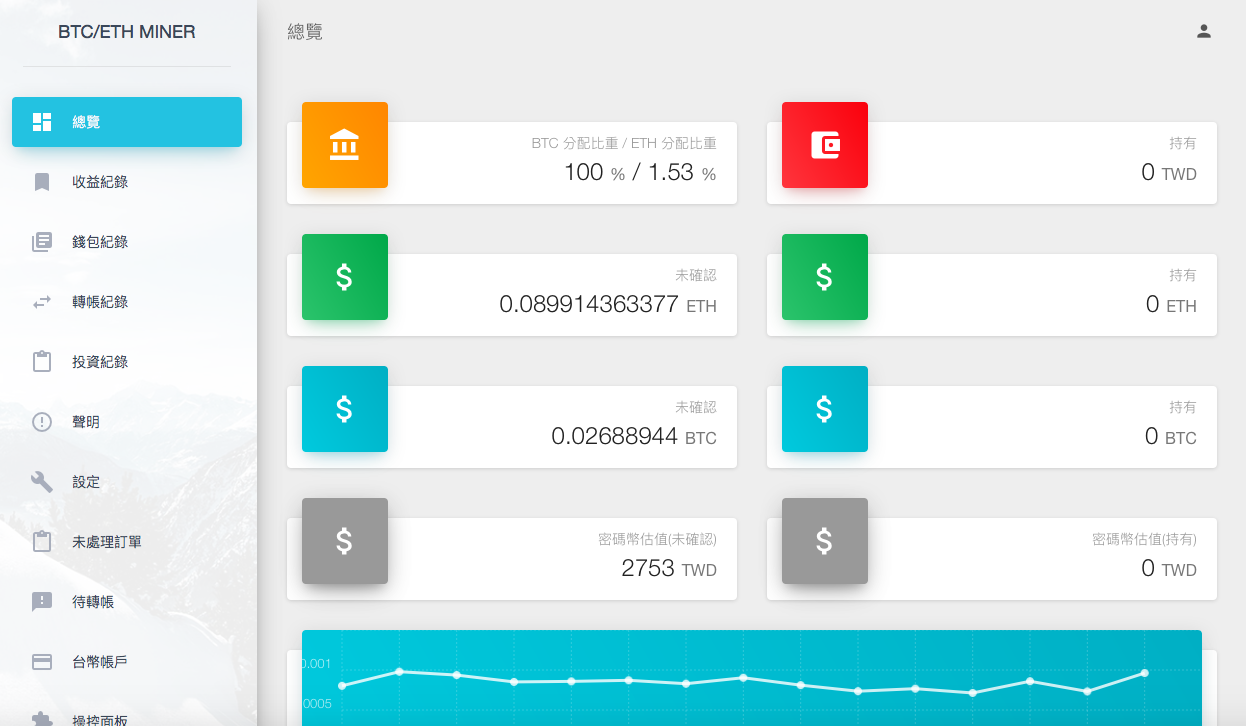 BTC/ETH MINER
總覽
收益紀錄
錢包紀錄
轉帳紀錄
投資紀錄
聲明
設定
未處理訂單
待轉帳
台幣帳戶
操控面板
總覽
BTC 分配比重 / ETH 分配比重
100 % / 1.53 %
持有
0 TWD
未確認
0.089914363377 ETH
持有
0 ETH
未確認
0.02688944 BTC
持有
0 BTC
密碼幣估值(未確認)
2753 TWD
密碼幣估值(持有)
0 TWD
0.001
0005